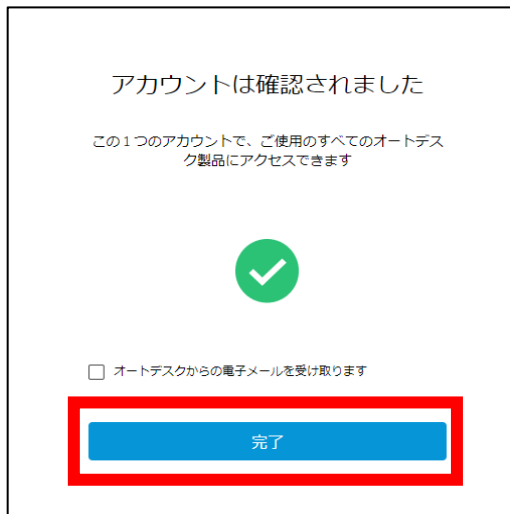 アカウントは確認されました
この１つのアカウントで、ご使用のすべてのオートデス
ク製品にアクセスできます
オートデスクからの電子メールを受け取ります
完了